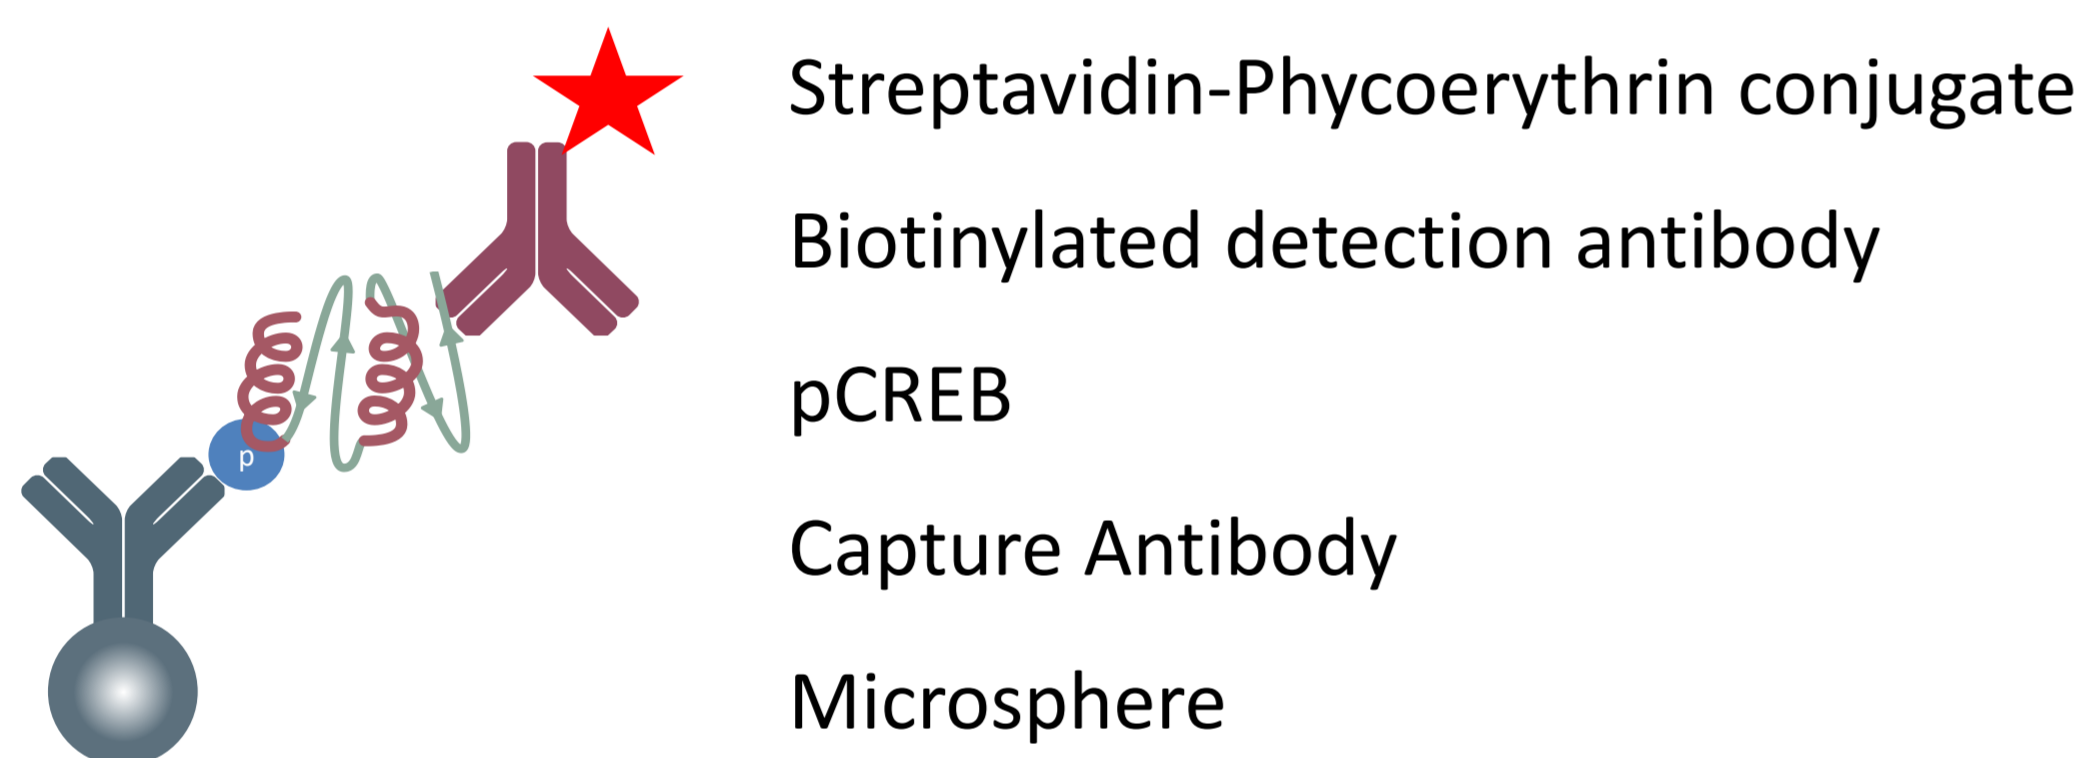 Streptavidin-Phycoerythrin conjugate
Biotinylated detection antibody
pCREB
p
Capture Antibody
Microsphere